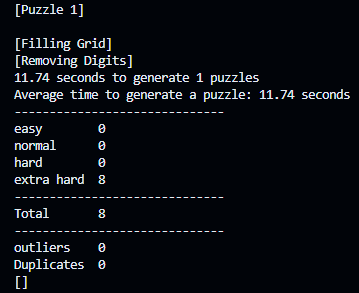 [Puzzle 1]
[Filling Grid]
[Removing Digits]
11.74 seconds to generate 1 puzzles
Average time to generate a puzzle: 11.74 seconds
------------------------------
easy        0
normal      0
hard        0
extra hard  8
------------------------------
Total       8
------------------------------
outliers    0
Duplicates  0
[]